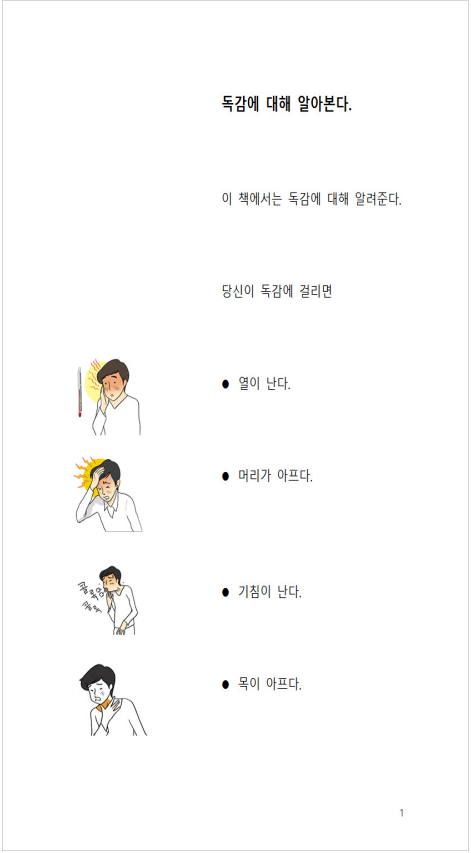 독감에 대해 알아본다.
이 책에서는 독감에 대해 알려준다.
당신이 독감에 걸리면
● 열이 난다.
● 머리가 아프다.
● 기침이 난다.
● 목이 아프다.
1